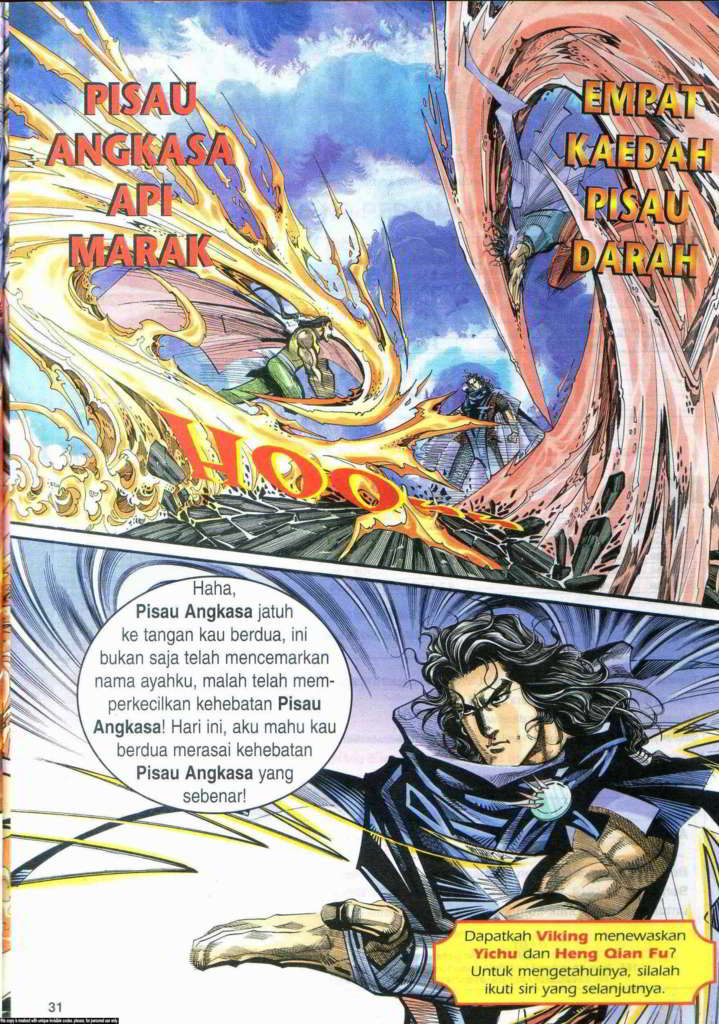 PISAU
ANGKASA
API
MARAK
EMPAT
KAEDAH
PISAU
DARAH
Haha,
Pisau Angkasa jatuh
ke tangan kau berdua, ini
bukan saja telah mencemarkan
nama ayahku, malah telah mem-
perkecilkan kehebatan Pisau
Angkasa! Hari ini, aku mahu kau
berdua merasai kehebatan
Pisau Angkasa yang
sebenar!
Dapatkah Viking menewaskan
Yichu dan Heng Qian Fu?
Untuk mengetahuinya, silalah
ikuti siri yang selanjutnya.
31